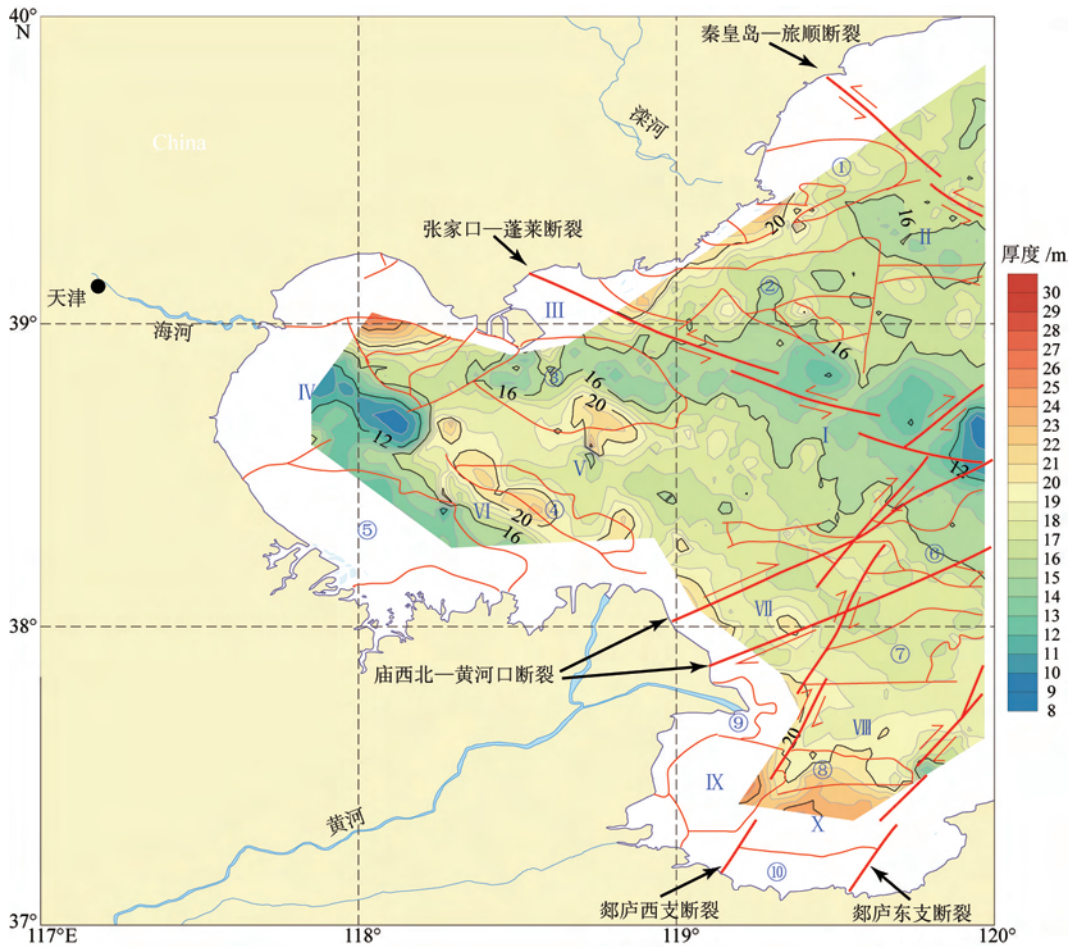 40°
N
秦皇岛—旅顺断裂
滦河
China
①
20
16
II
张家口—蓬莱断裂
厚度 /m
天津
III
②
39°
海河
16
16
③
16
IV
20
12
I
12
V
VI
20
④
16
⑤
⑥
VII
38°
⑦
庙西北—黄河口断裂
⑨
20
VIII
⑧
IX
黄河
X
⑩
郯庐西支断裂
郯庐东支断裂
37°
117°E
118°
119°
120°
30
29
28
27
26
25
24
23
22
21
20
19
18
17
16
15
14
13
12
11
10
9
8